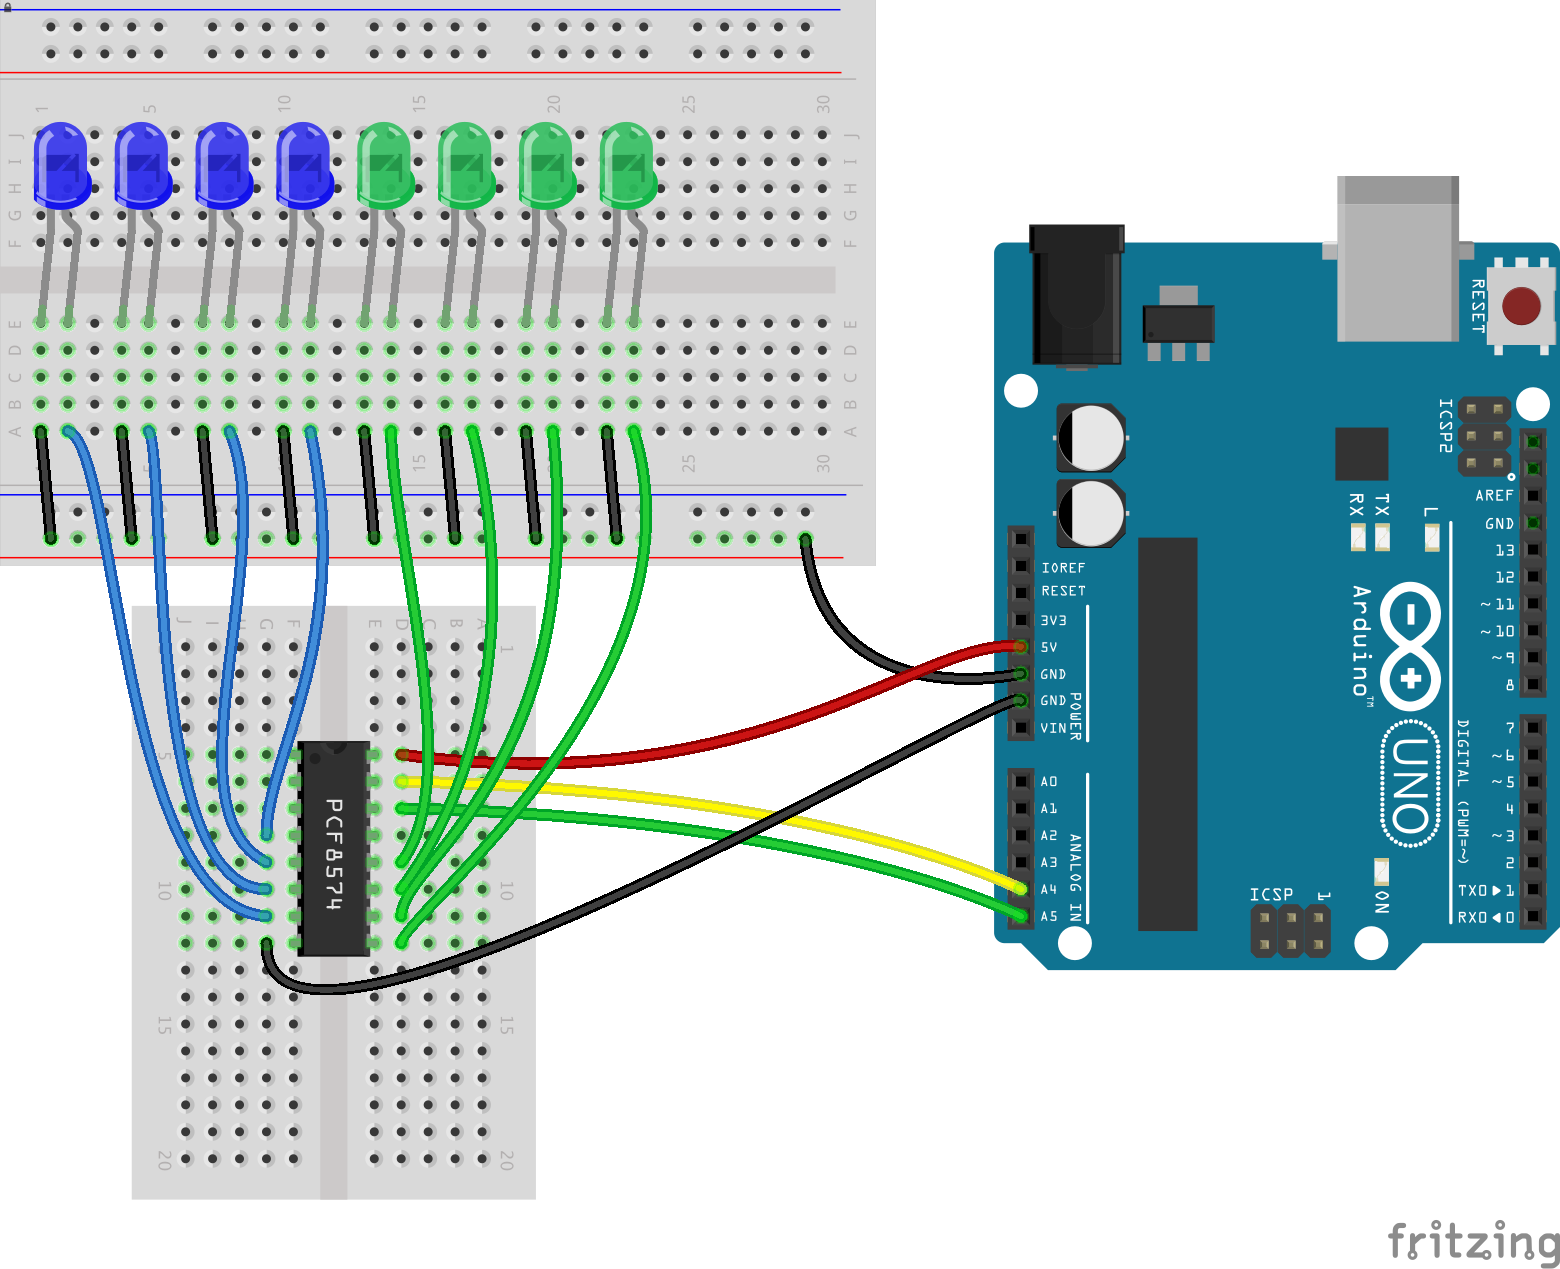 1 5 10 15 20 25 30
J J
I I
H H
G G
F F
E E
D D
C C
B B
A A
15 25 30
J I G F E D C B A
1
5
10 10
15 15
20 20
PCF8574
RESET
ICSP2
AREF
GND
13
12
~11
~10
~9
8
7
~6
~5
4
~3
2
TX0▶1
RX0◀0
RX TX L
IOREF
RESET
3V3
5V
GND
GND
VIN
POWER
A0
A1
A2
A3
A4
A5
ANALOG IN
Arduino™
UNO
DIGITAL (PWM=~)
ICSP 1
ON
fritzing